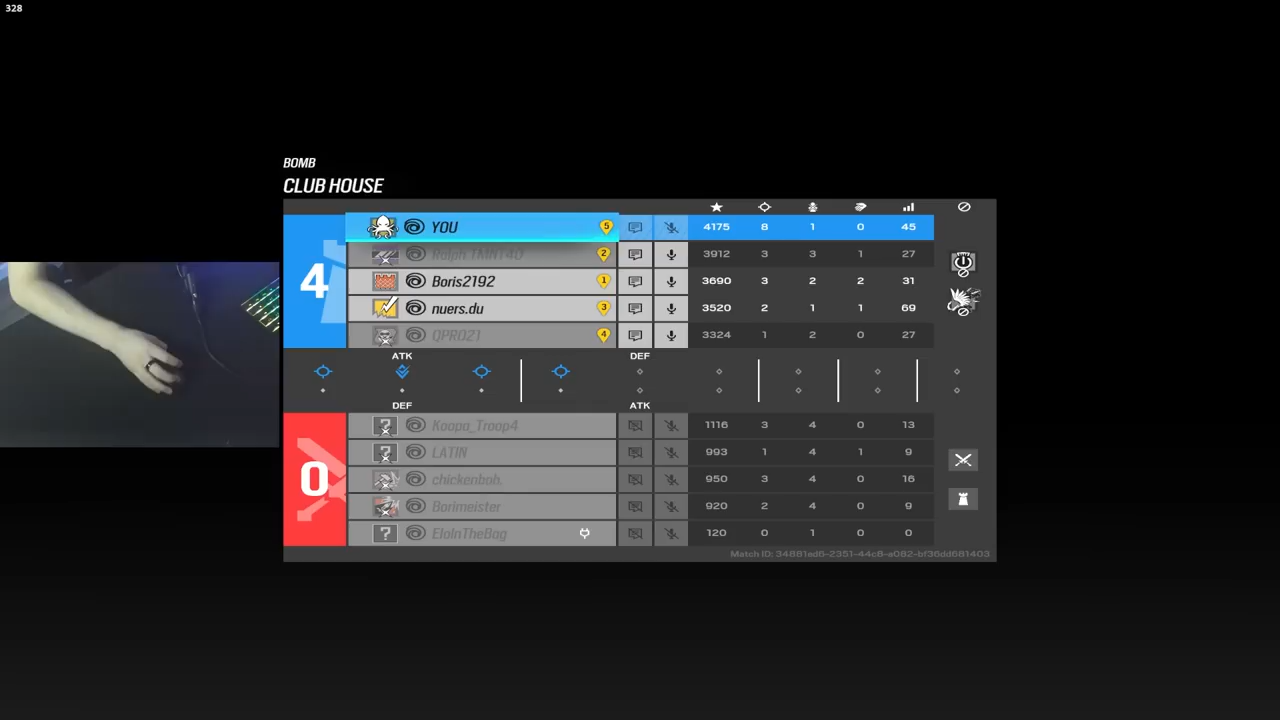 328
BOMB
CLUB HOUSE
4
YOU 5 4175 8 1 0 45
Ralph.TMNT4O 2 3912 3 3 1 27
Boris2192 1 3690 3 2 2 31
nuers.du 3 3520 2 1 1 69
QPRO21 4 3324 1 2 0 27
ATK DEF
DEF ATK
0
Koopa_Troop4 1116 3 4 0 13
LATIN 993 1 4 1 9
chickenboh. 950 3 4 0 16
Borimeister 920 2 4 0 9
? EloInTheBag 120 0 1 0 0
Match ID: 34881ad6-2351-44c8-a082-bf36dd681403